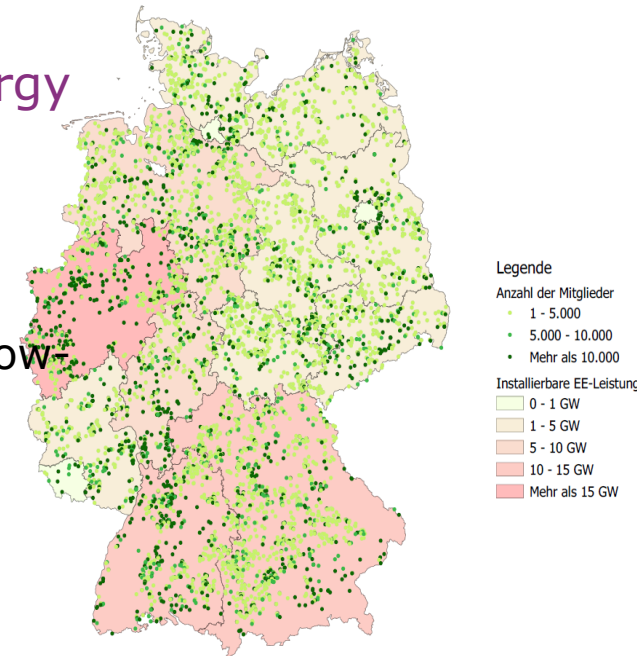 rgy
ow-
Legende
Anzahl der Mitglieder
1 - 5.000
5.000 - 10.000
Mehr als 10.000
Installierbare EE-Leistung
0 - 1 GW
1 - 5 GW
5 - 10 GW
10 - 15 GW
Mehr als 15 GW